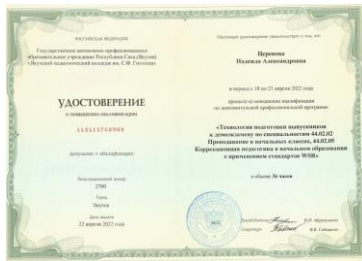 РОССИЙСКАЯ ФЕДЕРАЦИЯ
Государственное автономное профессиональное
образовательное учреждение Республики Саха (Якутия)
«Якутский педагогический колледж им. С.Ф. Гоголева»
УДОСТОВЕРЕНИЕ
о повышении квалификации
Документ о квалификации
Регистрационный номер
2700
Город
Якутск
Дата выдачи
22 апреля 2022 года
Настоящее удостоверение свидетельствует о том, что
Надежда Александровна
в период с 18 по 21 апреля 2022 года
прошел(а) повышение квалификации
по дополнительной профессиональной программе
«Технология подготовки выпускников
к демоэкзамену по специальностям 44.02.02
Преподавание в начальных классах, 44.02.05
Коррекционная педагогика в начальном образовании
с применением стандартов WSR»
в объеме 36 часов
М.П.
Руководитель
Секретарь